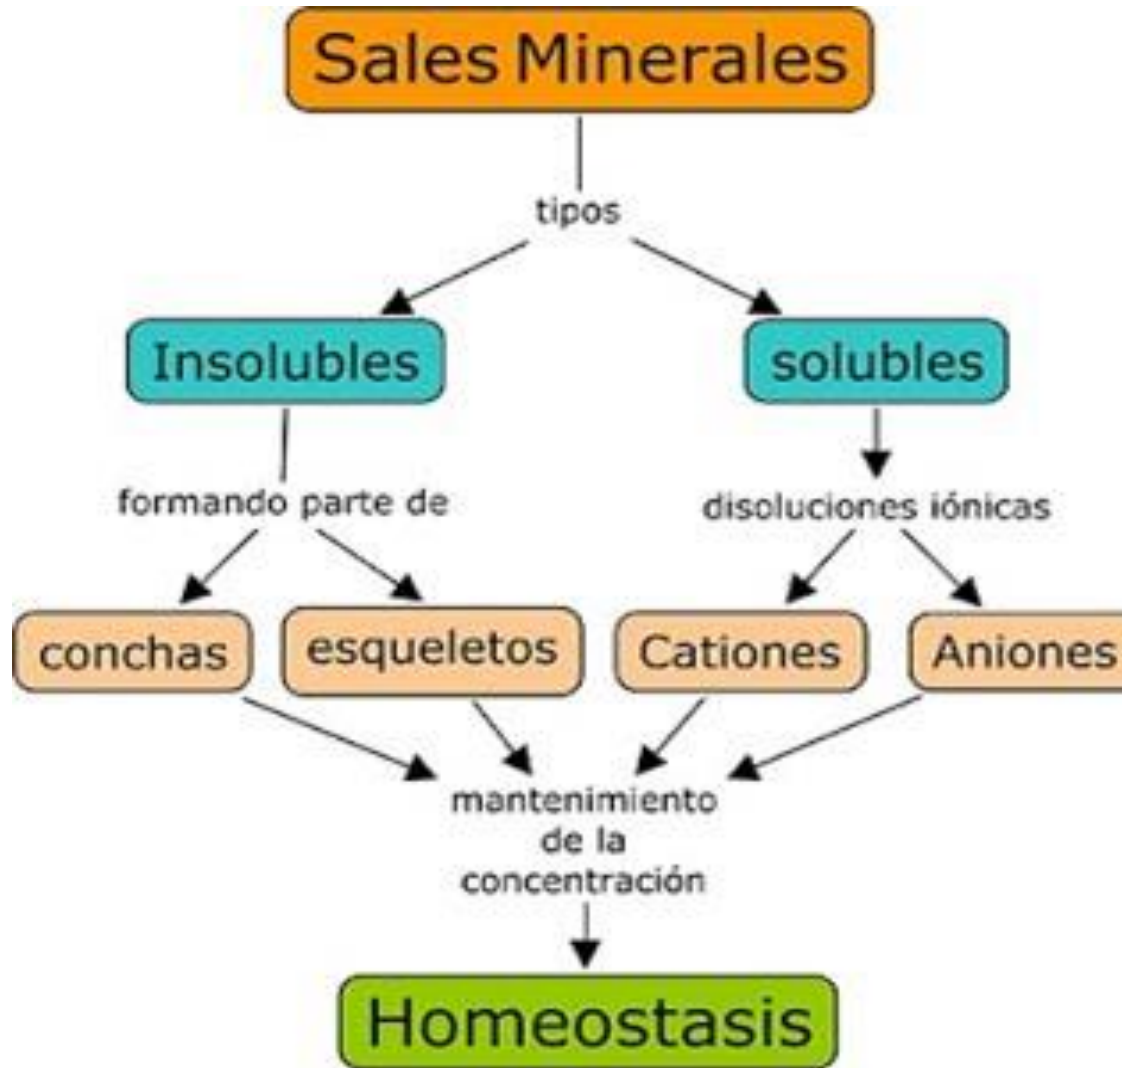 Sales Minerales
tipos
Insolubles
solubles
formando parte de
disoluciones iónicas
conchas
esqueletos
Cationes
Aniones
mantenimiento
de la
concentración
Homeostasis